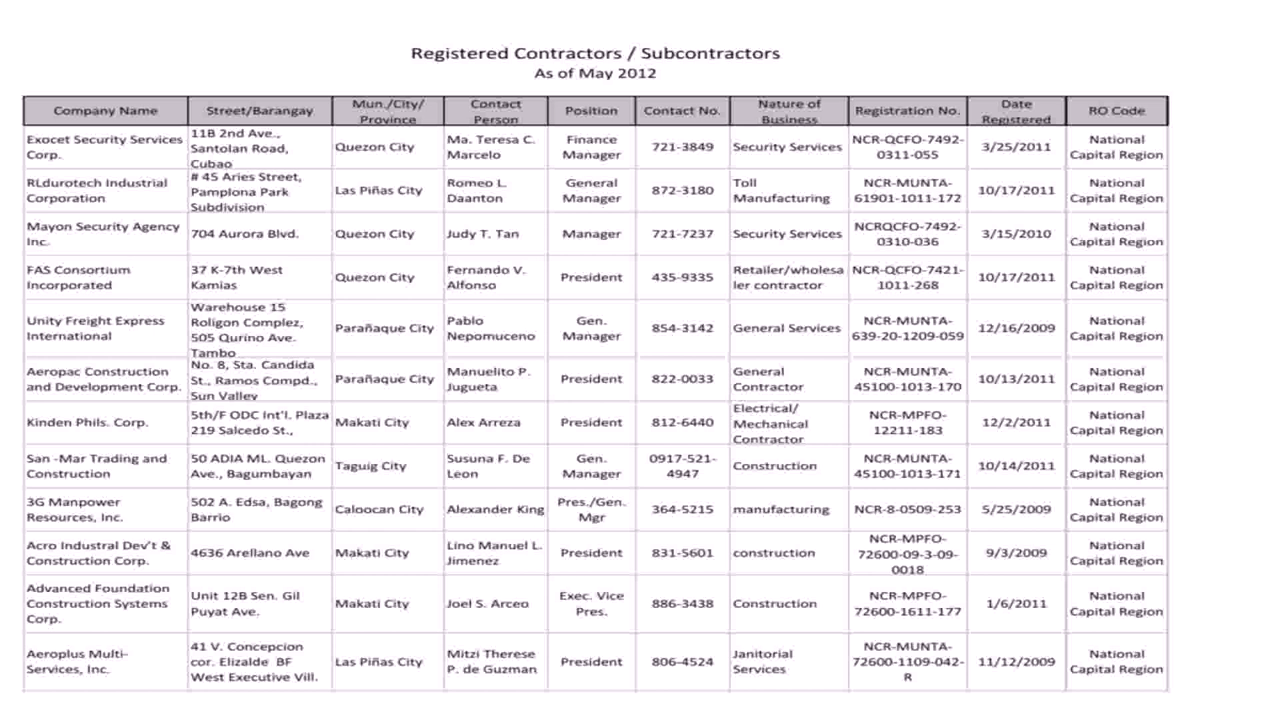 Registered Contractors / Subcontractors
As of May 2012
Company Name Street/Barangay Mun./City/ Province Contact Person Position Contact No. Nature of Business Registration No. Date Registered RO Code
Exocet Security Services Corp. 11B 2nd Ave., Santolan Road, Cubao Quezon City Ma. Teresa C. Marcelo Finance Manager 721-3849 Security Services NCR-QCFO-7492-0311-055 3/25/2011 National Capital Region
RLdurotech Industrial Corporation # 45 Aries Street, Pamplona Park Subdivision Las Piñas City Romeo L. Daanton General Manager 872-3180 Toll Manufacturing NCR-MUNTA-61901-1011-172 10/17/2011 National Capital Region
Mayon Security Agency Inc. 704 Aurora Blvd. Quezon City Judy T. Tan Manager 721-7237 Security Services NCRQCFO-7492-0310-036 3/15/2010 National Capital Region
FAS Consortium Incorporated 37 K-7th West Kamias Quezon City Fernando V. Alfonso President 435-9335 Retailer/wholesaler contractor NCR-QCFO-7421-1011-268 10/17/2011 National Capital Region
Unity Freight Express International Warehouse 15 Roligon Complez, 505 Qurino Ave. Tambo Parañaque City Pablo Nepomuceno Gen. Manager 854-3142 General Services NCR-MUNTA-639-20-1209-059 12/16/2009 National Capital Region
Aeropac Construction and Development Corp. No. 8, Sta. Candida St., Ramos Compd., Sun Valley Parañaque City Manuelito P. Jugueta President 822-0033 General Contractor NCR-MUNTA-45100-1013-170 10/13/2011 National Capital Region
Kinden Phils. Corp. 5th/F ODC Int'l. Plaza 219 Salcedo St., Makati City Alex Arreza President 812-6440 Electrical/ Mechanical Contractor NCR-MPFO-12211-183 12/2/2011 National Capital Region
San -Mar Trading and Construction 50 ADIA ML. Quezon Ave., Bagumbayan Taguig City Susuna F. De Leon Gen. Manager 0917-521-4947 Construction NCR-MUNTA-45100-1013-171 10/14/2011 National Capital Region
3G Manpower Resources, Inc. 502 A. Edsa, Bagong Barrio Caloocan City Alexander King Pres./Gen. Mgr 364-5215 manufacturing NCR-8-0509-253 5/25/2009 National Capital Region
Acro Industral Dev't & Construction Corp. 4636 Arellano Ave Makati City Lino Manuel L. Jimenez President 831-5601 construction NCR-MPFO-72600-09-3-09-0018 9/3/2009 National Capital Region
Advanced Foundation Construction Systems Corp. Unit 12B Sen. Gil Puyat Ave. Makati City Joel S. Arceo Exec. Vice Pres. 886-3438 Construction NCR-MPFO-72600-1611-177 1/6/2011 National Capital Region
Aeroplus Multi-Services, Inc. 41 V. Concepcion cor. Elizalde BF West Executive Vill. Las Piñas City Mitzi Therese P. de Guzman President 806-4524 Janitorial Services NCR-MUNTA-72600-1109-042-R 11/12/2009 National Capital Region